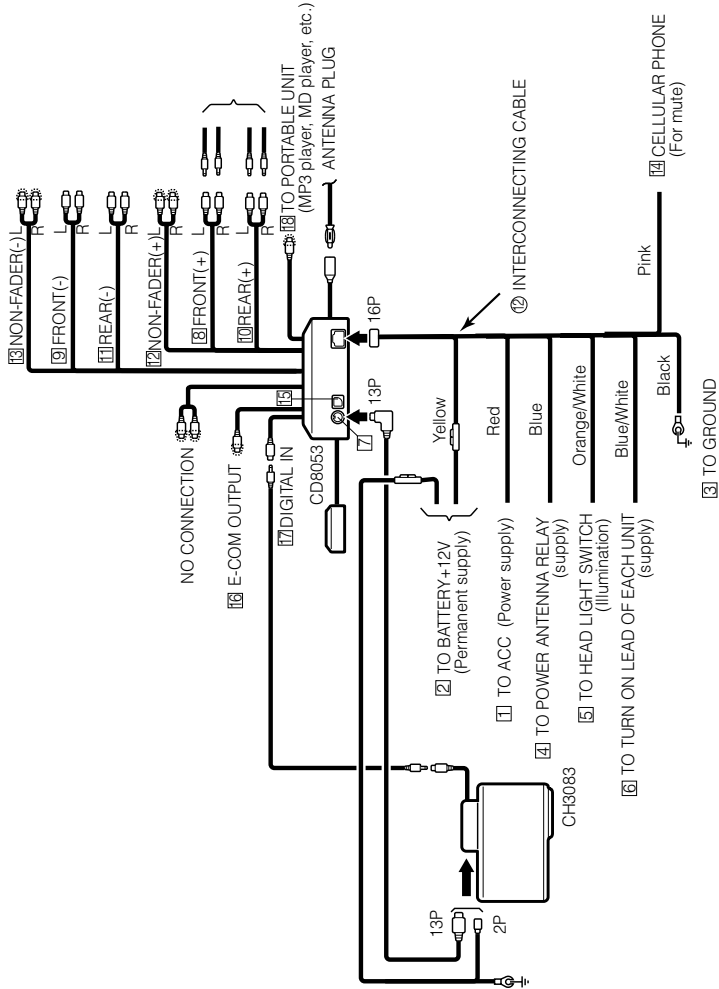 13 NON-FADER(-)
L
R
9 FRONT(-)
L
R
11 REAR(-)
L
R
12 NON-FADER(+)
L
R
8 FRONT(+)
L
R
10 REAR(+)
L
R
18 TO PORTABLE UNIT
(MP3 player, MD player, etc.)
ANTENNA PLUG
NO CONNECTION
16 E-COM OUTPUT
17 DIGITAL IN
15
CD8053
7
13P
16P
⑫ INTERCONNECTING CABLE
Yellow
Red
Blue
Orange/White
Blue/White
Black
Pink
14 CELLULAR PHONE
(For mute)
3 TO GROUND
2 TO BATTERY+12V
(Permanent supply)
1 TO ACC (Power supply)
4 TO POWER ANTENNA RELAY
(supply)
5 TO HEAD LIGHT SWITCH
(Illumination)
6 TO TURN ON LEAD OF EACH UNIT
(supply)
CH3083
13P
2P